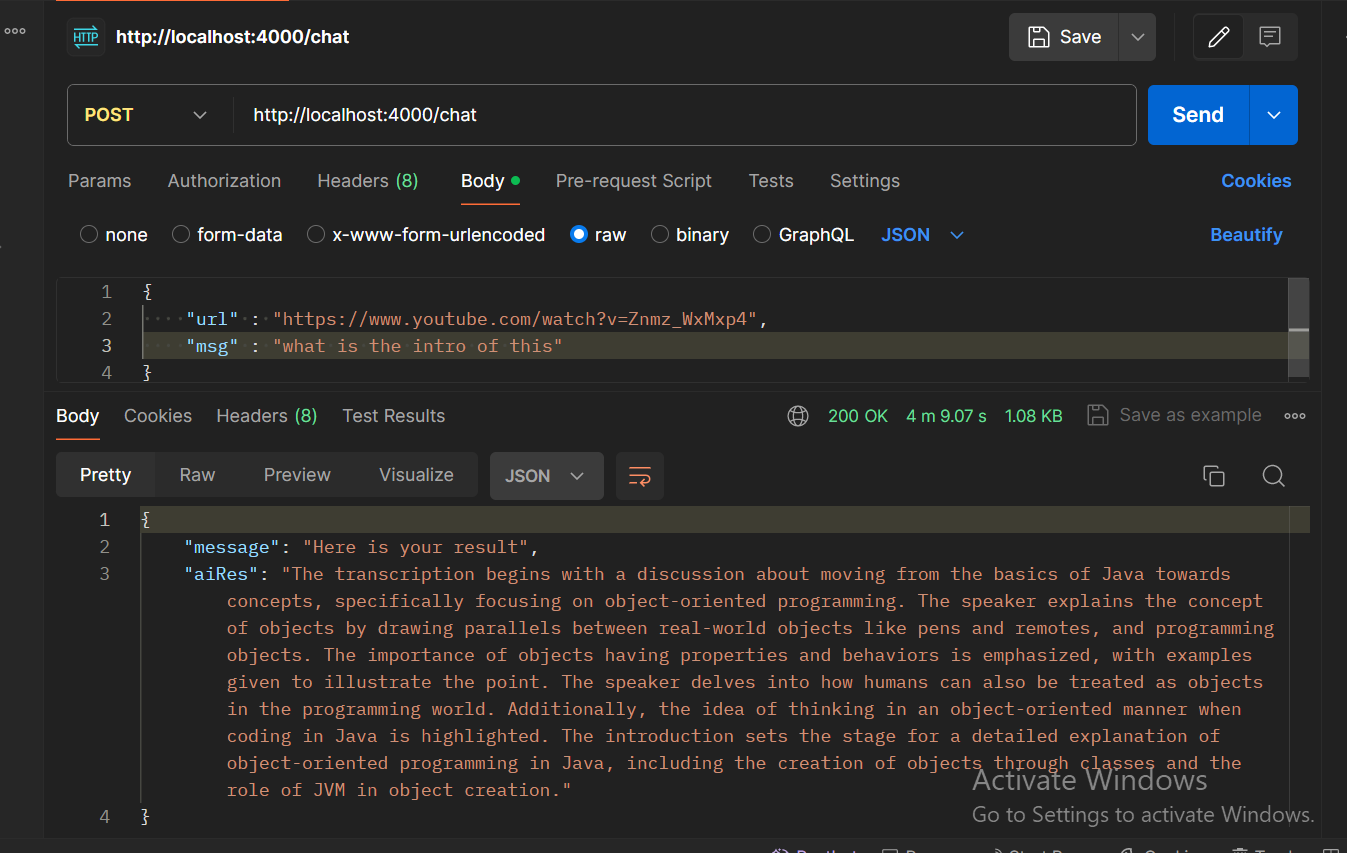 http://localhost:4000/chat
Save
POST
http://localhost:4000/chat
Send
Params Authorization Headers (8) Body Pre-request Script Tests Settings Cookies
none form-data x-www-form-urlencoded raw binary GraphQL JSON Beautify
1 {
2 "url" : "https://www.youtube.com/watch?v=Znmz_WxMxp4",
3 "msg" : "what is the intro of this"
4 }
Body Cookies Headers (8) Test Results 200 OK 4 m 9.07 s 1.08 KB Save as example
Pretty Raw Preview Visualize JSON
1 {
2 "message": "Here is your result",
3 "aiRes": "The transcription begins with a discussion about moving from the basics of Java towards
concepts, specifically focusing on object-oriented programming. The speaker explains the concept
of objects by drawing parallels between real-world objects like pens and remotes, and programming
objects. The importance of objects having properties and behaviors is emphasized, with examples
given to illustrate the point. The speaker delves into how humans can also be treated as objects
in the programming world. Additionally, the idea of thinking in an object-oriented manner when
coding in Java is highlighted. The introduction sets the stage for a detailed explanation of
object-oriented programming in Java, including the creation of objects through classes and the
role of JVM in object creation."
4 }
Activate Windows
Go to Settings to activate Windows.